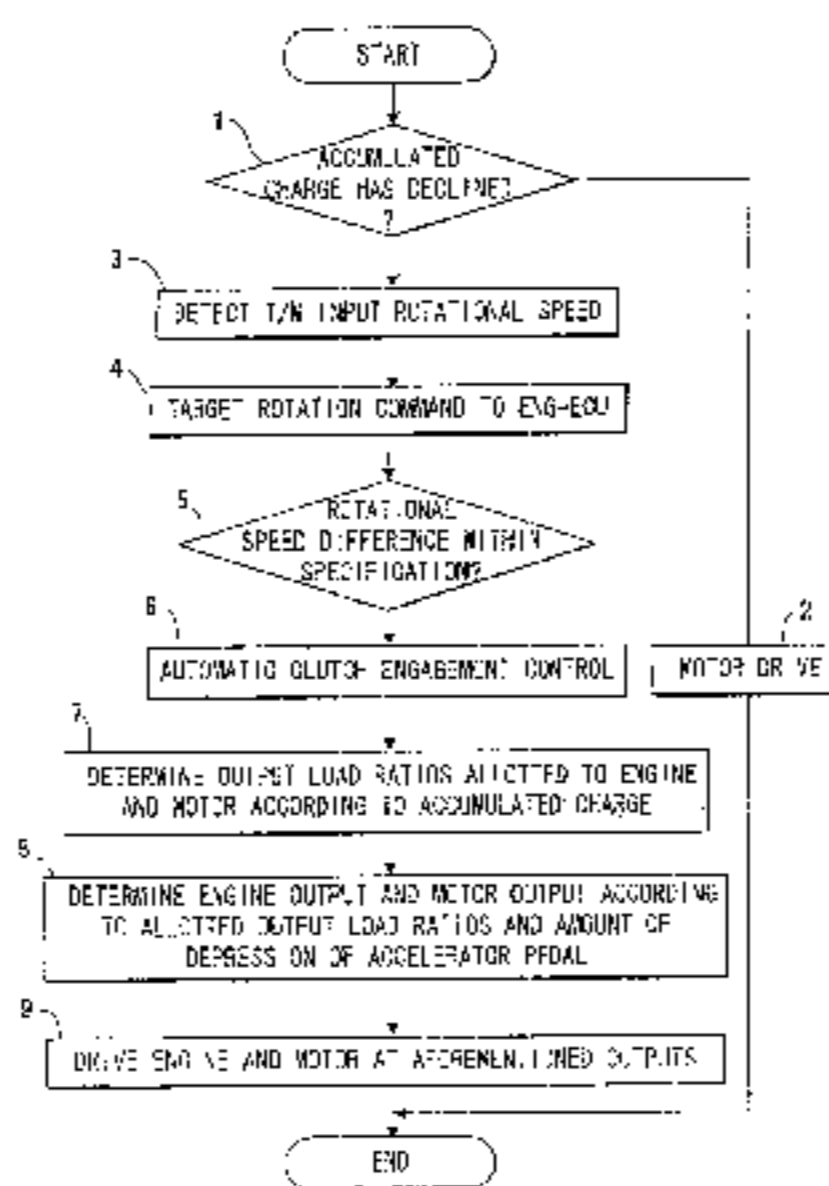 START
1
ACCUMULATED
CHARGE HAS DECLINED
?
3
DETECT T/M INPUT ROTATIONAL SPEED
4
TARGET ROTATION COMMAND TO ENG-ECU
5
ROTATIONAL
SPEED DIFFERENCE WITHIN
SPECIFICATION?
6
AUTOMATIC CLUTCH ENGAGEMENT CONTROL
2
MOTOR DRIVE
7
DETERMINE OUTPUT LOAD RATIOS ALLOTTED TO ENGINE
AND MOTOR ACCORDING TO ACCUMULATED CHARGE
8
DETERMINE ENGINE OUTPUT AND MOTOR OUTPUT ACCORDING
TO ALLOTTED OUTPUT LOAD RATIOS AND AMOUNT OF
DEPRESSION OF ACCELERATOR PEDAL
9
DRIVE ENGINE AND MOTOR AT AFOREMENTIONED OUTPUTS
END